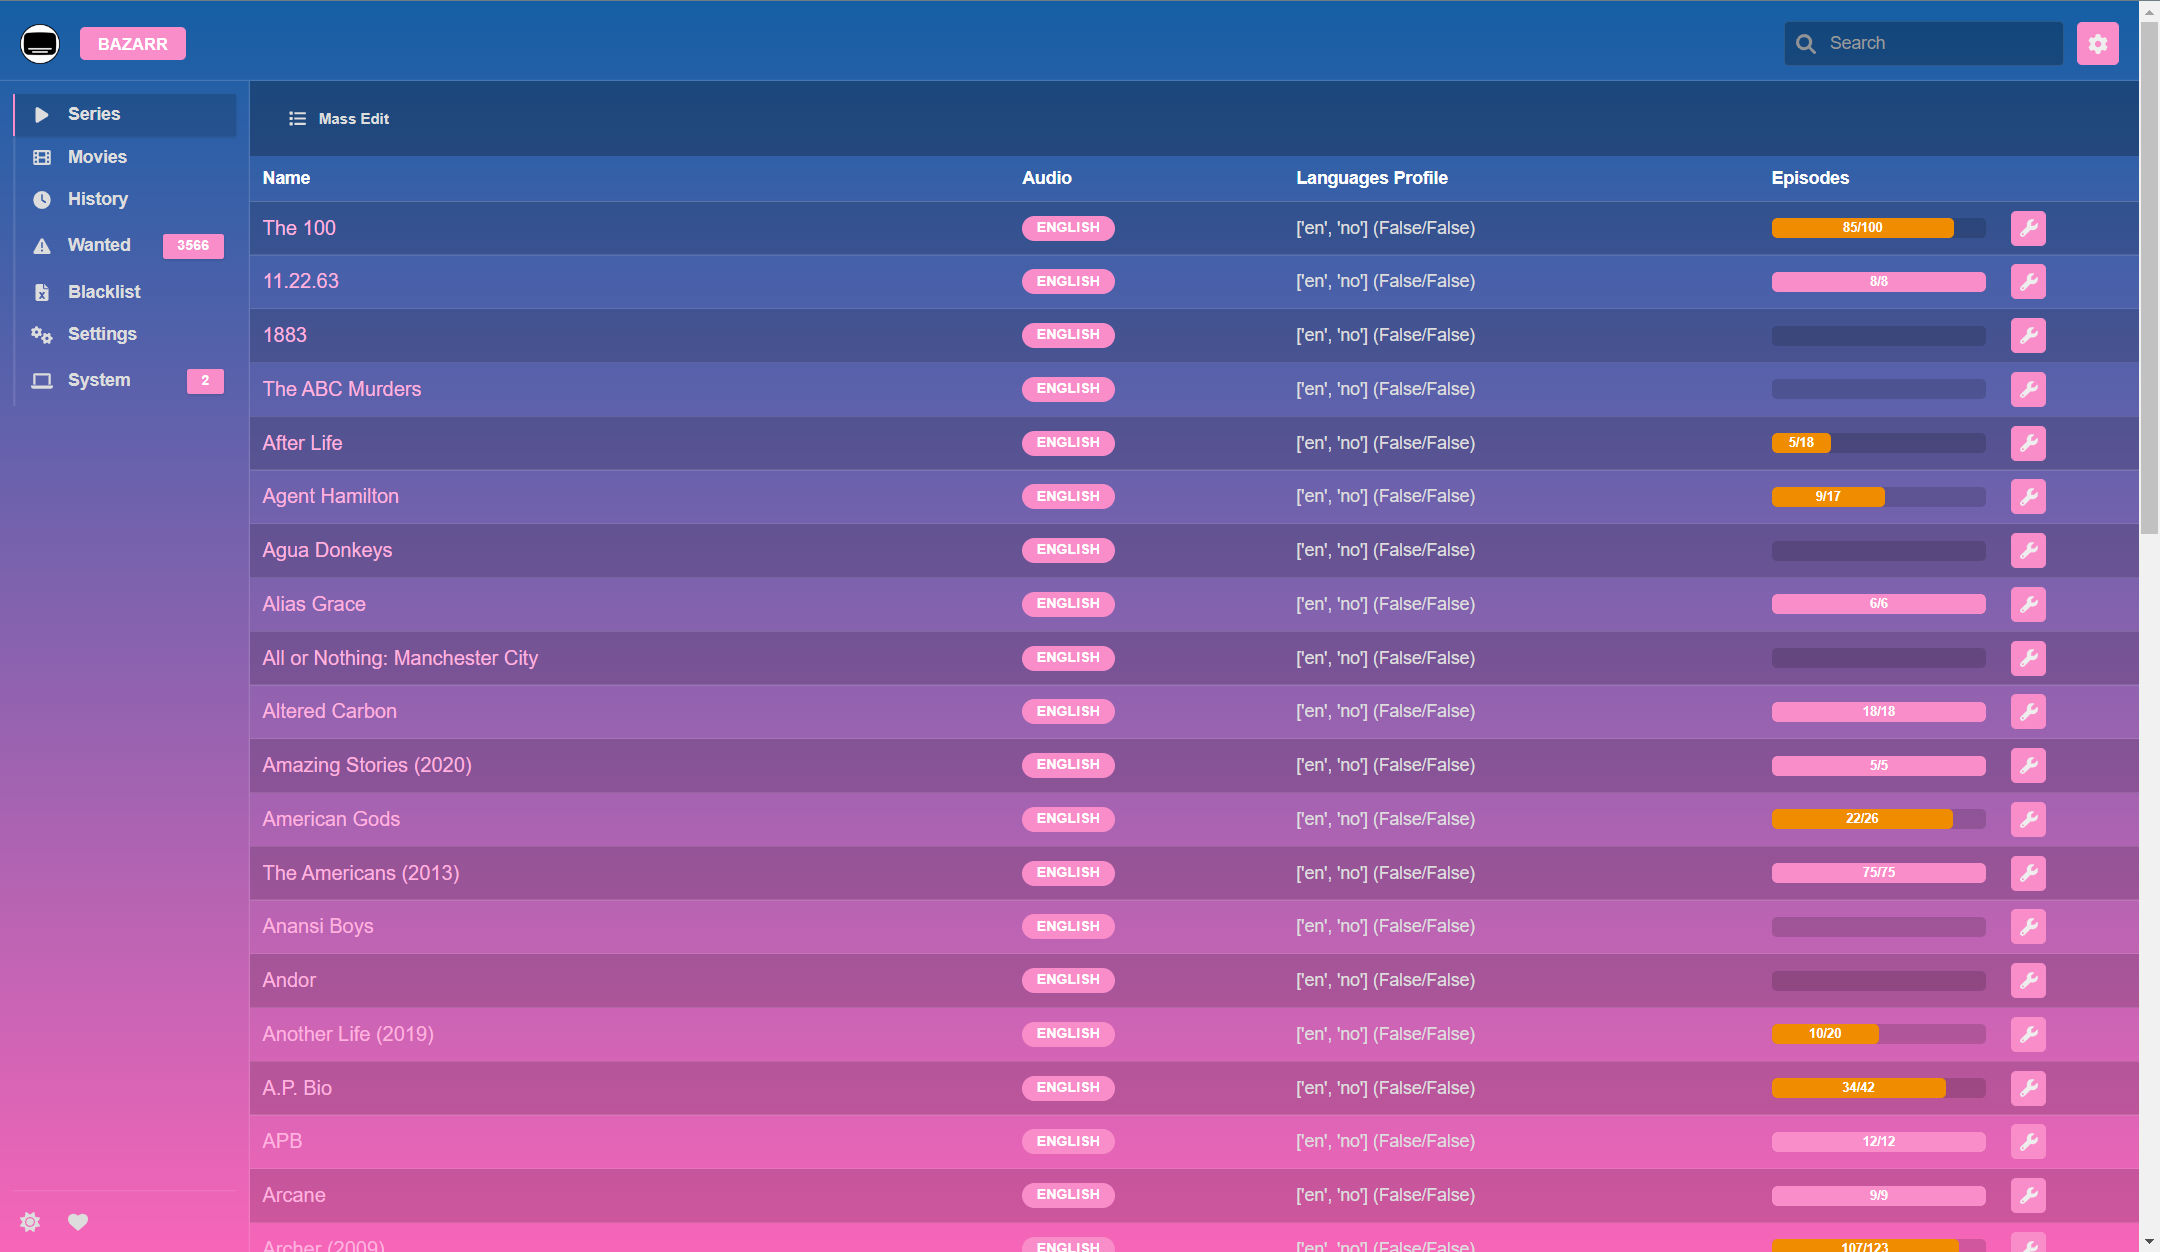 BAZARR
Search
Series
Movies
History
Wanted 3566
Blacklist
Settings
System 2
Mass Edit
Name Audio Languages Profile Episodes
The 100 ENGLISH ['en', 'no'] (False/False) 85/100
11.22.63 ENGLISH ['en', 'no'] (False/False) 8/8
1883 ENGLISH ['en', 'no'] (False/False)
The ABC Murders ENGLISH ['en', 'no'] (False/False)
After Life ENGLISH ['en', 'no'] (False/False) 5/18
Agent Hamilton ENGLISH ['en', 'no'] (False/False) 9/17
Agua Donkeys ENGLISH ['en', 'no'] (False/False)
Alias Grace ENGLISH ['en', 'no'] (False/False) 6/6
All or Nothing: Manchester City ENGLISH ['en', 'no'] (False/False)
Altered Carbon ENGLISH ['en', 'no'] (False/False) 18/18
Amazing Stories (2020) ENGLISH ['en', 'no'] (False/False) 5/5
American Gods ENGLISH ['en', 'no'] (False/False) 22/26
The Americans (2013) ENGLISH ['en', 'no'] (False/False) 75/75
Anansi Boys ENGLISH ['en', 'no'] (False/False)
Andor ENGLISH ['en', 'no'] (False/False)
Another Life (2019) ENGLISH ['en', 'no'] (False/False) 10/20
A.P. Bio ENGLISH ['en', 'no'] (False/False) 34/42
APB ENGLISH ['en', 'no'] (False/False) 12/12
Arcane ENGLISH ['en', 'no'] (False/False) 9/9
Archer (2009) ENGLISH ['en', 'no'] (False/False) 107/123